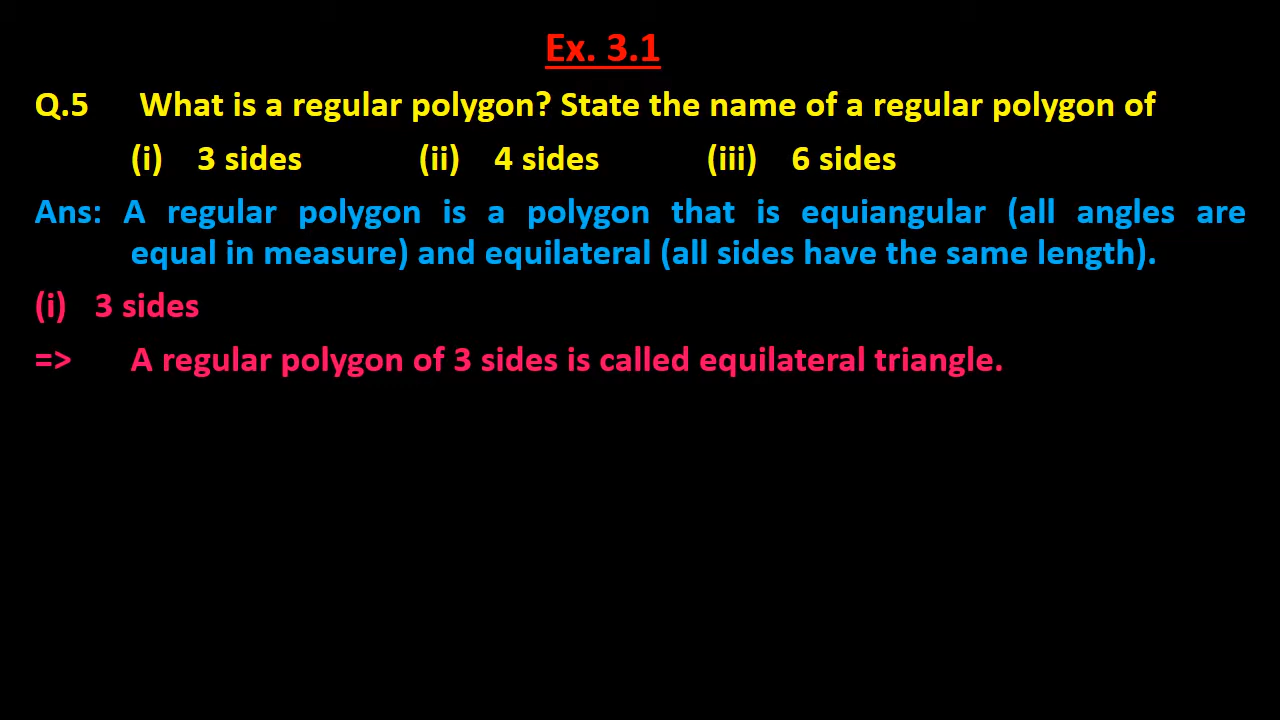 Ex. 3.1
Q.5 What is a regular polygon? State the name of a regular polygon of
(i) 3 sides (ii) 4 sides (iii) 6 sides
Ans: A regular polygon is a polygon that is equiangular (all angles are
equal in measure) and equilateral (all sides have the same length).
(i) 3 sides
=> A regular polygon of 3 sides is called equilateral triangle.